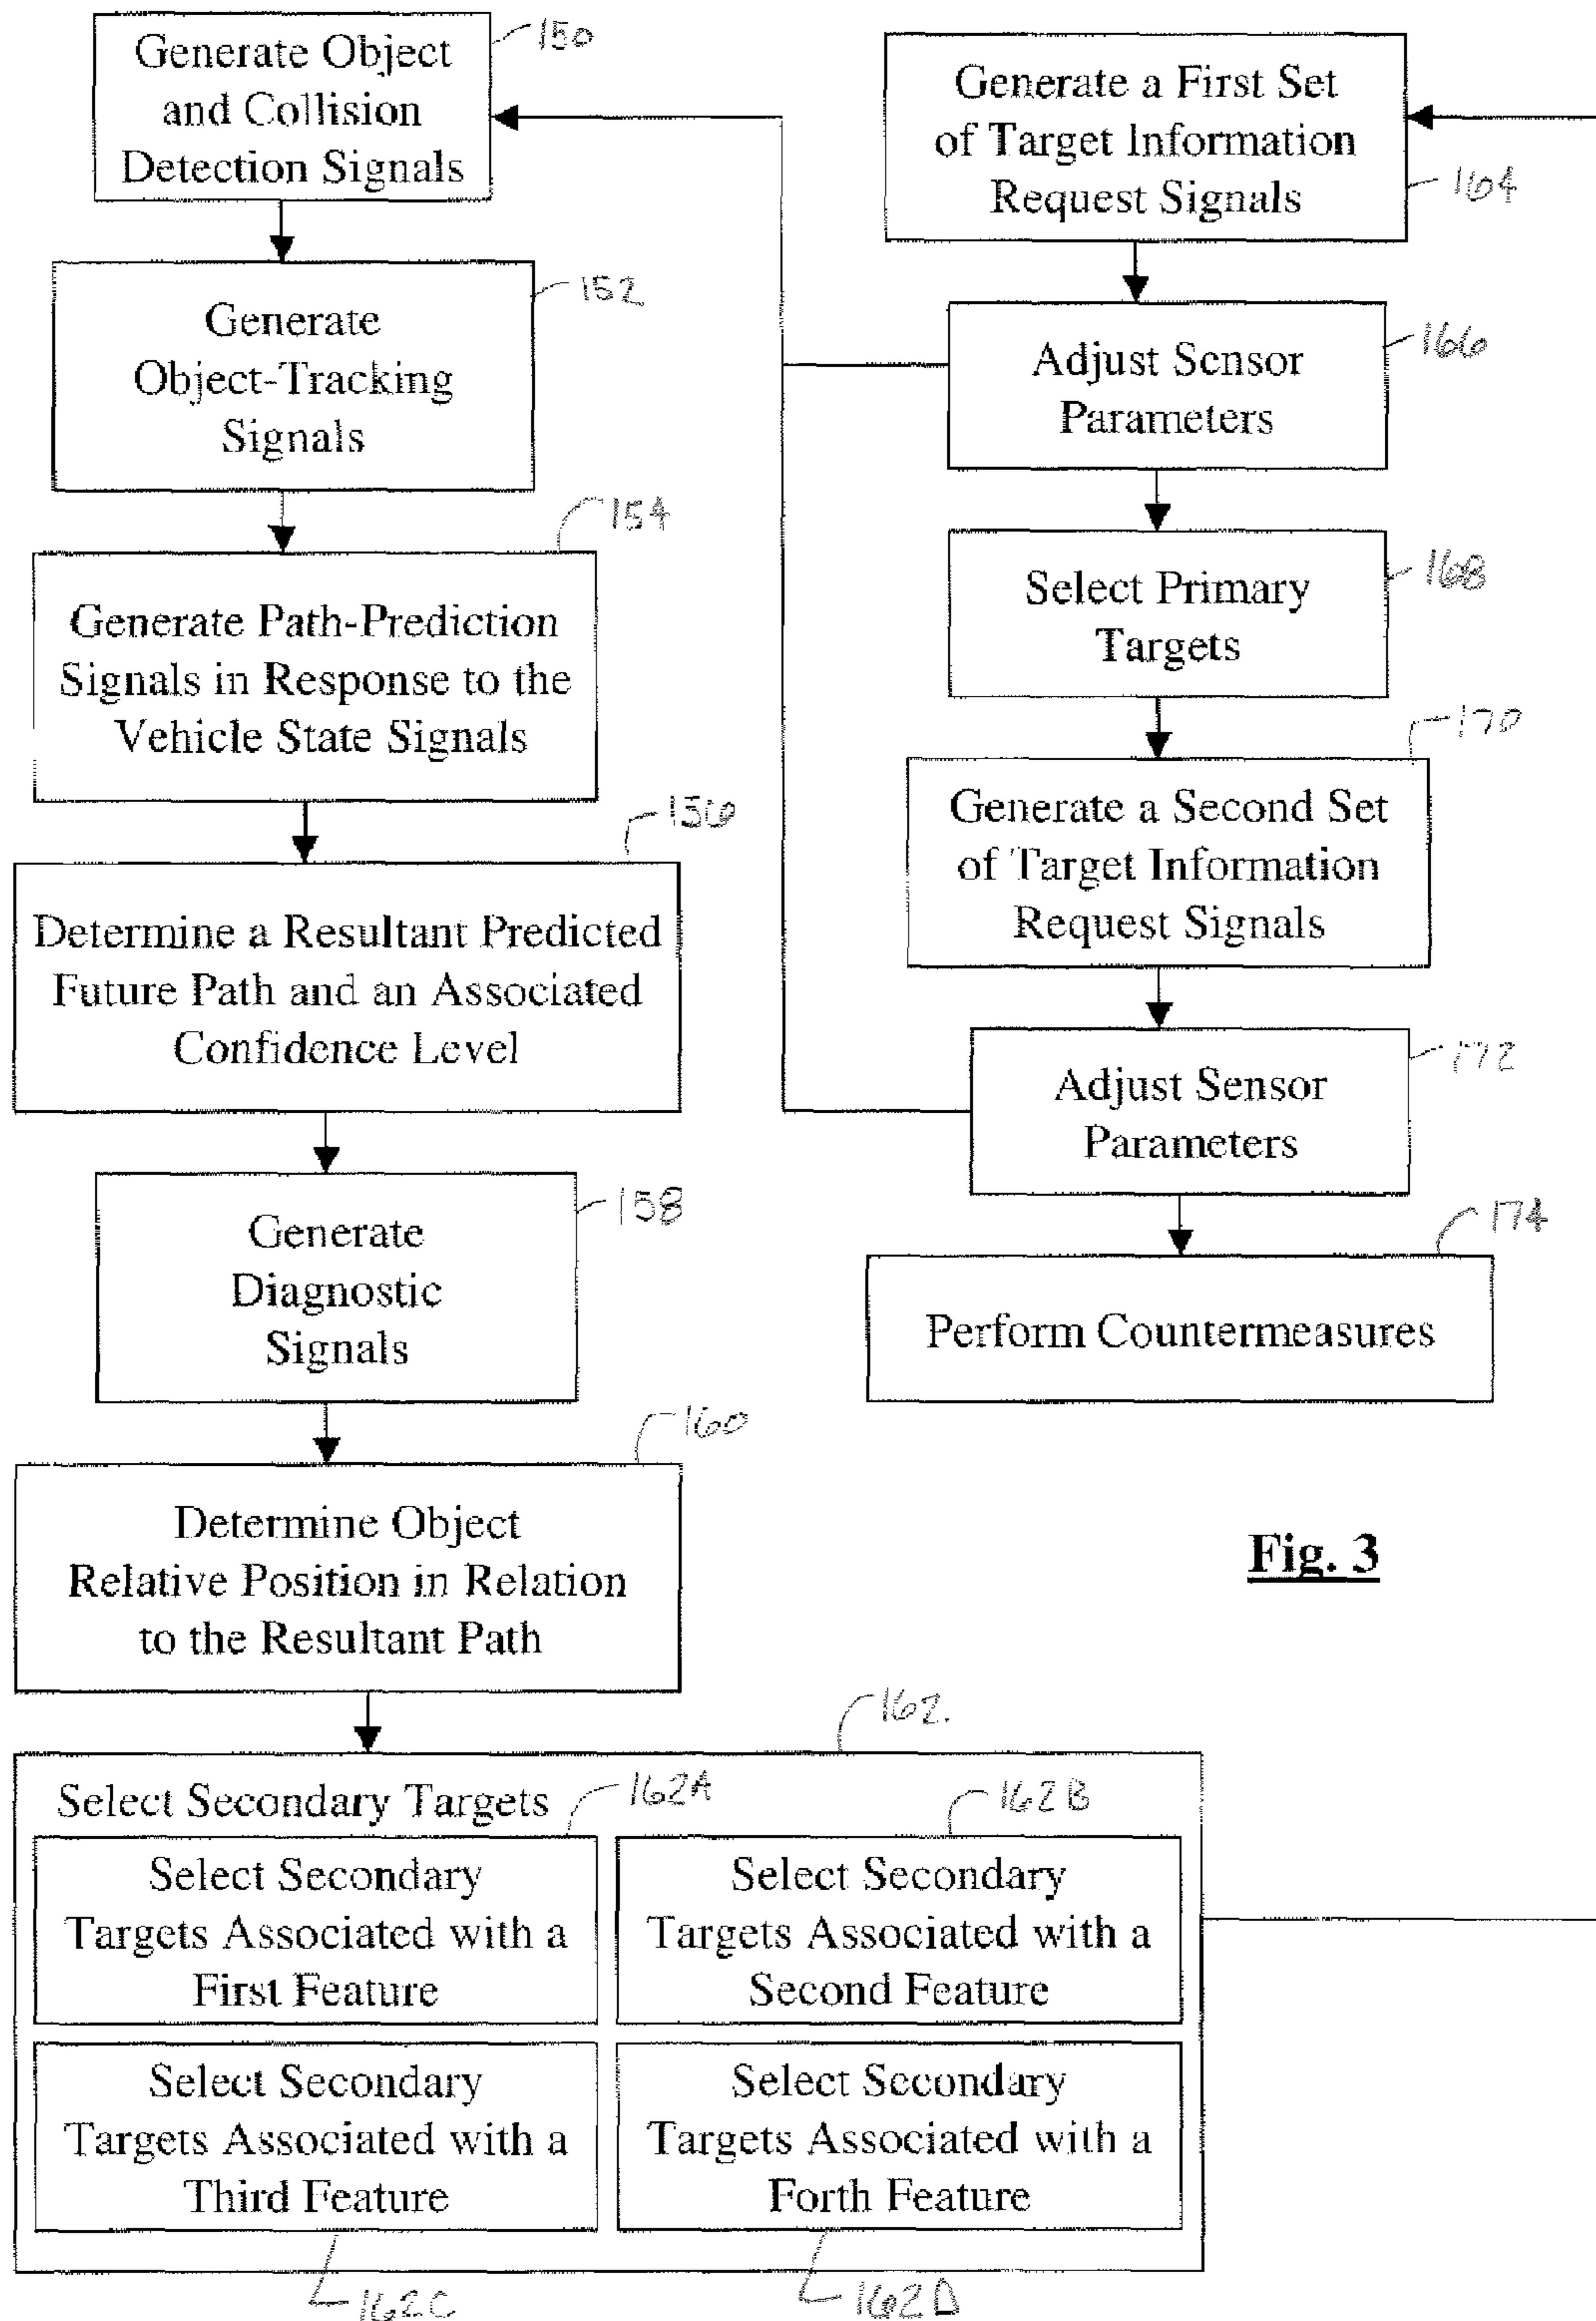 Generate Object
and Collision
Detection Signals
150
Generate
Object-Tracking
Signals
152
Generate Path-Prediction
Signals in Response to the
Vehicle State Signals
154
Determine a Resultant Predicted
Future Path and an Associated
Confidence Level
156
Generate
Diagnostic
Signals
158
Determine Object
Relative Position in Relation
to the Resultant Path
160
162.
Select Secondary Targets
162A
Select Secondary
Targets Associated with a
First Feature
162B
Select Secondary
Targets Associated with a
Second Feature
Select Secondary
Targets Associated with a
Third Feature
162C
Select Secondary
Targets Associated with a
Forth Feature
162D
Generate a First Set
of Target Information
Request Signals
164
Adjust Sensor
Parameters
166
Select Primary
Targets
168
Generate a Second Set
of Target Information
Request Signals
170
Adjust Sensor
Parameters
172
Perform Countermeasures
174
Fig. 3